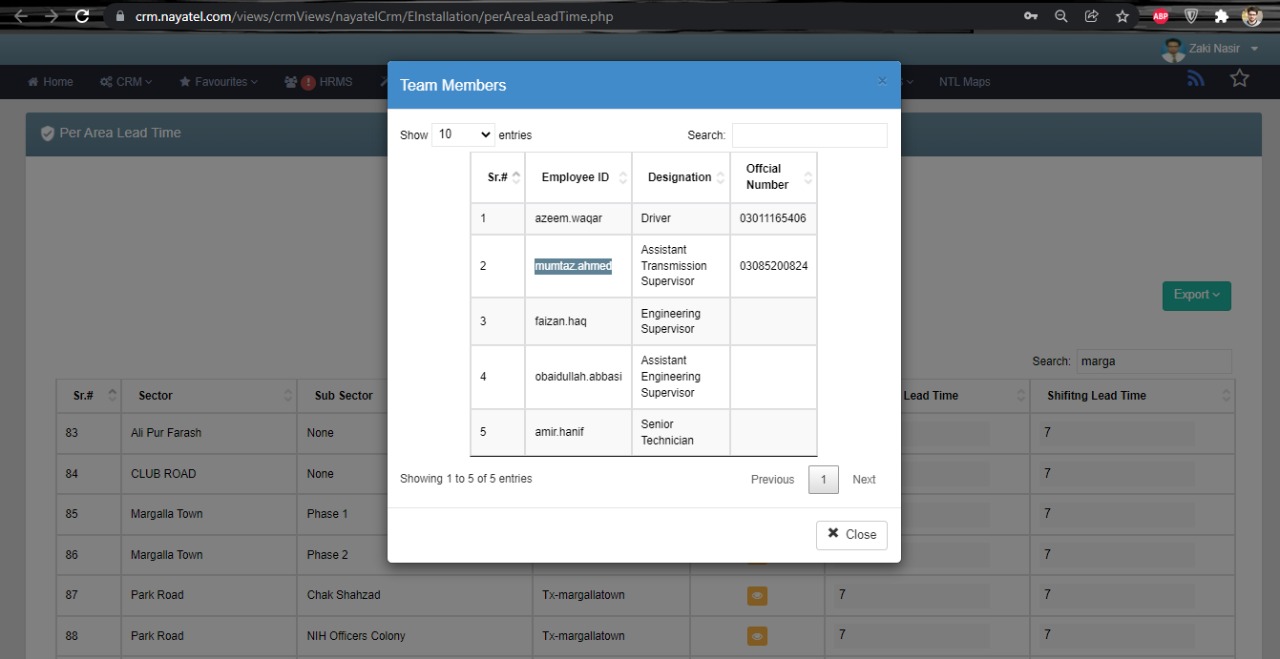 crm.nayatel.com/views/crmViews/nayatelCrm/EInstallation/perAreaLeadTime.php
ABP
Zaki Nasir
Home CRM Favourites HRMS NTL Maps
Per Area Lead Time
Team Members ×
Show 10 entries Search:
Sr.# Employee ID Designation Offcial Number
1 azeem.waqar Driver 03011165406
2 mumtaz.ahmed Assistant Transmission Supervisor 03085200824
3 faizan.haq Engineering Supervisor
4 obaidullah.abbasi Assistant Engineering Supervisor
5 amir.hanif Senior Technician
Showing 1 to 5 of 5 entries Previous 1 Next
Close
Export
Search: marga
Sr.# Sector Sub Sector Lead Time Shifitng Lead Time
83 Ali Pur Farash None 7
84 CLUB ROAD None 7
85 Margalla Town Phase 1 7
86 Margalla Town Phase 2 7
87 Park Road Chak Shahzad Tx-margallatown 7 7
88 Park Road NIH Officers Colony Tx-margallatown 7 7